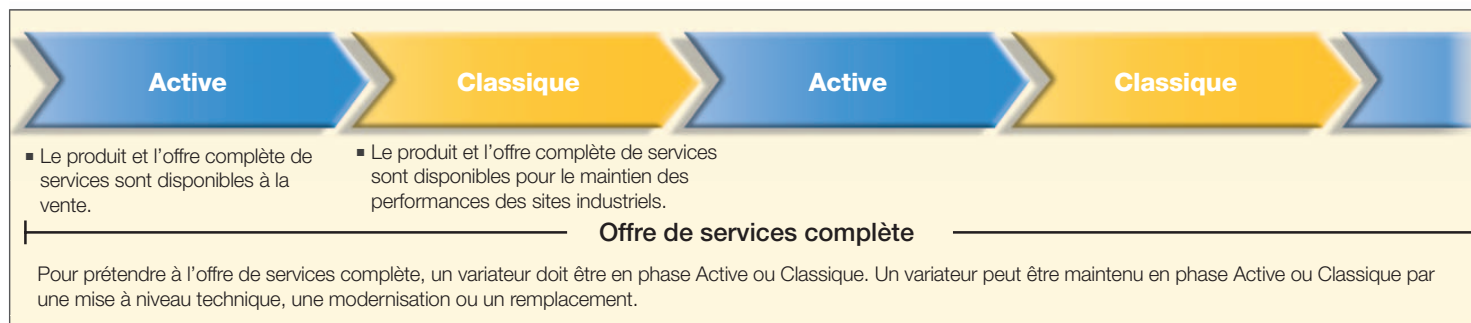 Active
Classique
Active
Classique
▪ Le produit et l’offre complète de
services sont disponibles à la
vente.
▪ Le produit et l’offre complète de services
sont disponibles pour le maintien des
performances des sites industriels.
Offre de services complète
Pour prétendre à l’offre de services complète, un variateur doit être en phase Active ou Classique. Un variateur peut être maintenu en phase Active ou Classique par
une mise à niveau technique, une modernisation ou un remplacement.